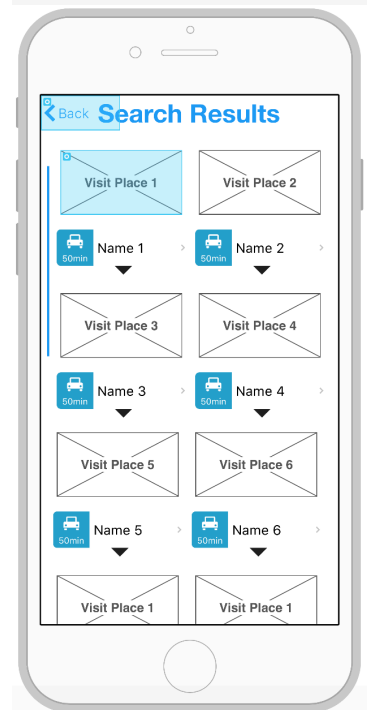 Back Search Results
Visit Place 1 Visit Place 2
50min Name 1 50min Name 2
Visit Place 3 Visit Place 4
50min Name 3 50min Name 4
Visit Place 5 Visit Place 6
50min Name 5 50min Name 6
Visit Place 1 Visit Place 1